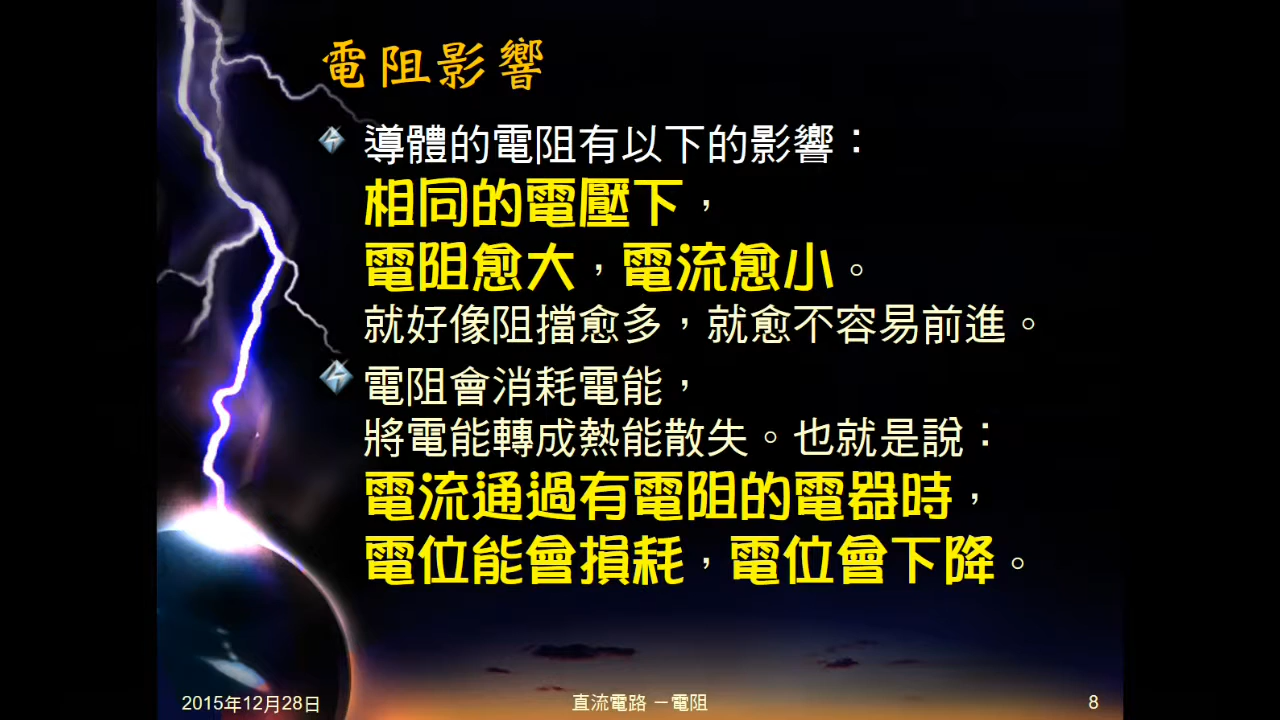 電阻影響
導體的電阻有以下的影響：
相同的電壓下，
電阻愈大，電流愈小。
就好像阻擋愈多，就愈不容易前進。
電阻會消耗電能，
將電能轉成熱能散失。也就是說：
電流通過有電阻的電器時，
電位能會損耗，電位會下降。
2015年12月28日
直流電路 －電阻
8